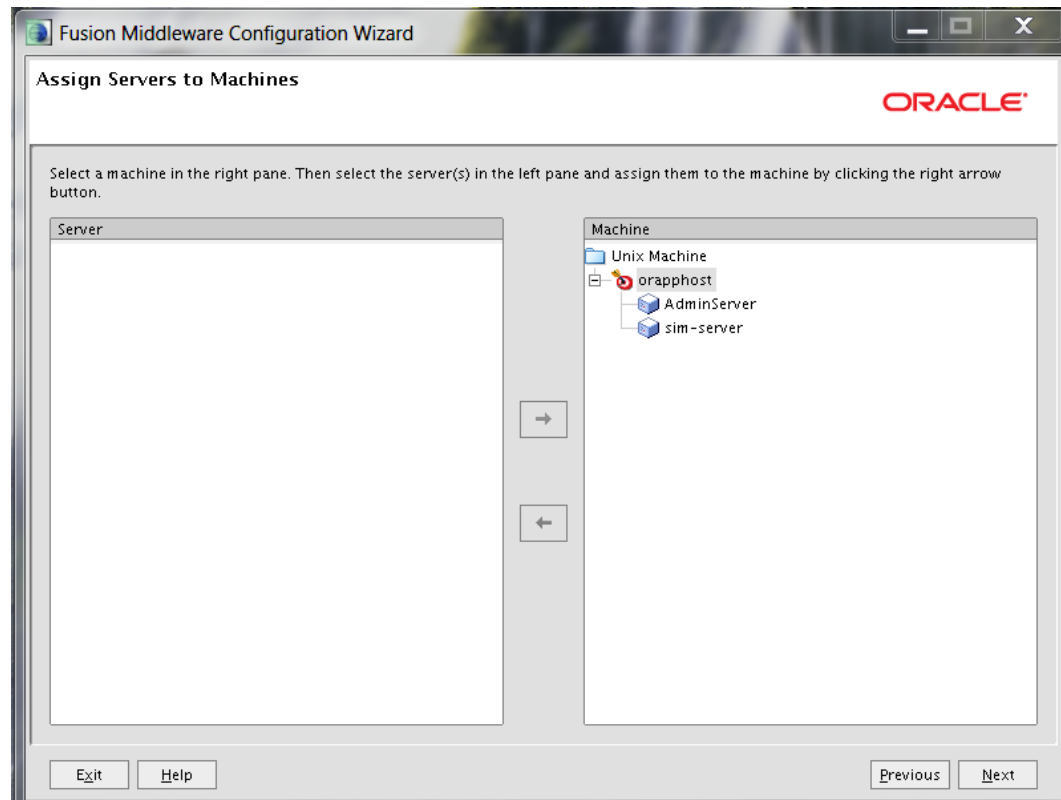 Fusion Middleware Configuration Wizard
X
Assign Servers to Machines
ORACLE
Select a machine in the right pane. Then select the server(s) in the left pane and assign them to the machine by clicking the right arrow
button.
Server
Machine
Unix Machine
orapphost
AdminServer
sim-server
Exit
Help
Previous
Next